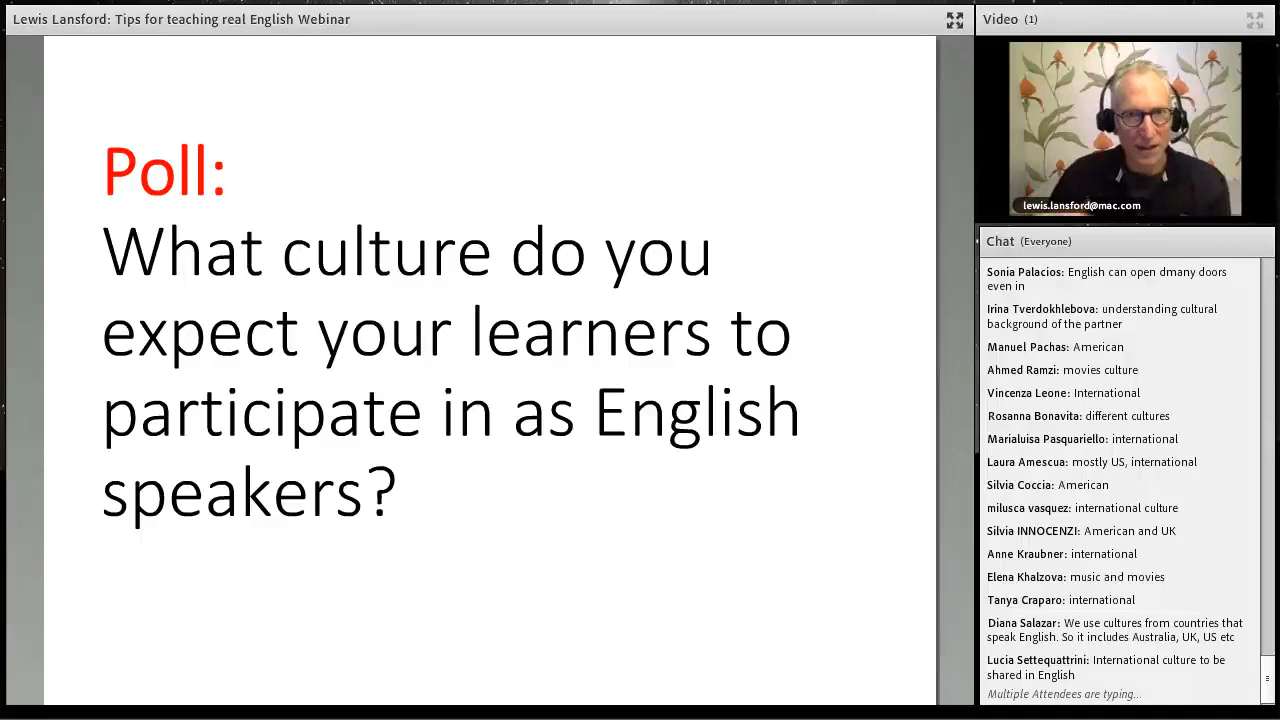 Lewis Lansford: Tips for teaching real English Webinar
Poll:
What culture do you
expect your learners to
participate in as English
speakers?
Video (1)
lewis.lansford@mac.com
Chat (Everyone)
Sonia Palacios: English can open dmany doors
even in
Irina Tverdokhlebova: understanding cultural
background of the partner
Manuel Pachas: American
Ahmed Ramzi: movies culture
Vincenza Leone: International
Rosanna Bonavita: different cultures
Marialuisa Pasquariello: international
Laura Amescua: mostly US, international
Silvia Coccia: American
milusca vasquez: international culture
Silvia INNOCENZI: American and UK
Anne Kraubner: international
Elena Khalzova: music and movies
Tanya Craparo: international
Diana Salazar: We use cultures from countries that
speak English. So it includes Australia, UK, US etc
Lucia Settequattrini: International culture to be
shared in English
Multiple Attendees are typing...